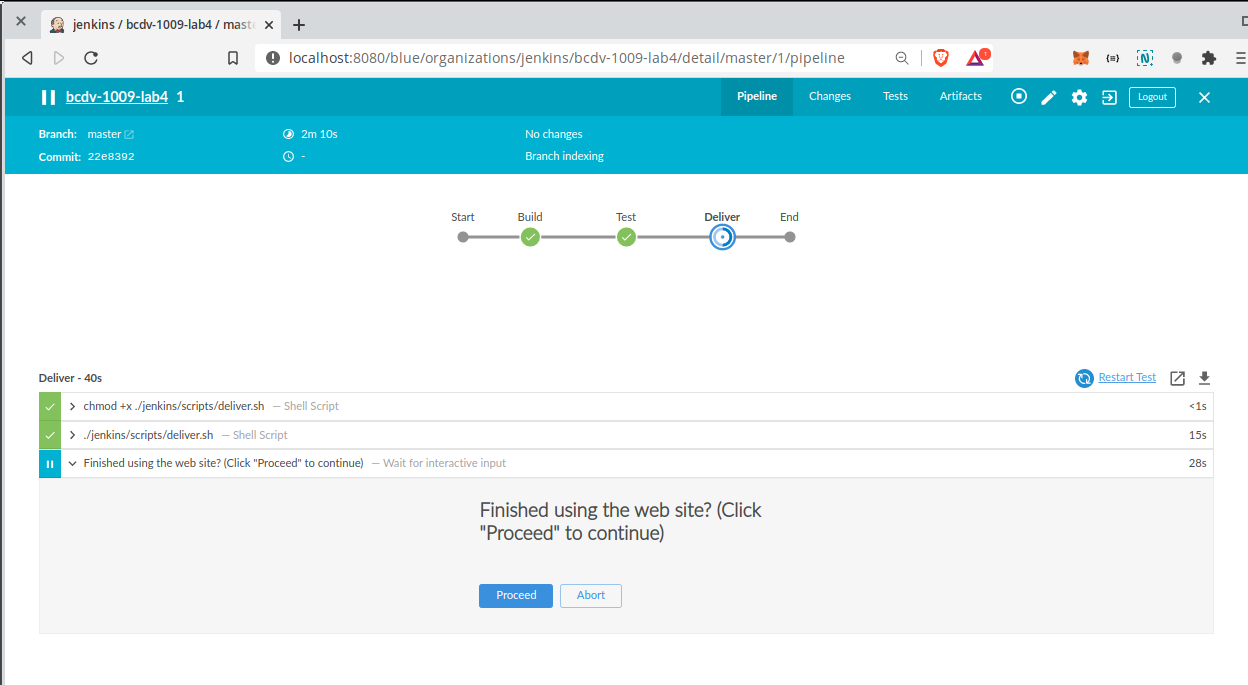 jenkins / bcdv-1009-lab4 / mast
localhost:8080/blue/organizations/jenkins/bcdv-1009-lab4/detail/master/1/pipeline
1
bcdv-1009-lab4 1
Pipeline Changes Tests Artifacts Logout
Branch: master 2m 10s No changes
Commit: 22e8392 - Branch indexing
Start Build Test Deliver End
Deliver - 40s Restart Test
chmod +x ./jenkins/scripts/deliver.sh — Shell Script <1s
./jenkins/scripts/deliver.sh — Shell Script 15s
Finished using the web site? (Click "Proceed" to continue) — Wait for interactive input 28s
Finished using the web site? (Click
"Proceed" to continue)
Proceed Abort